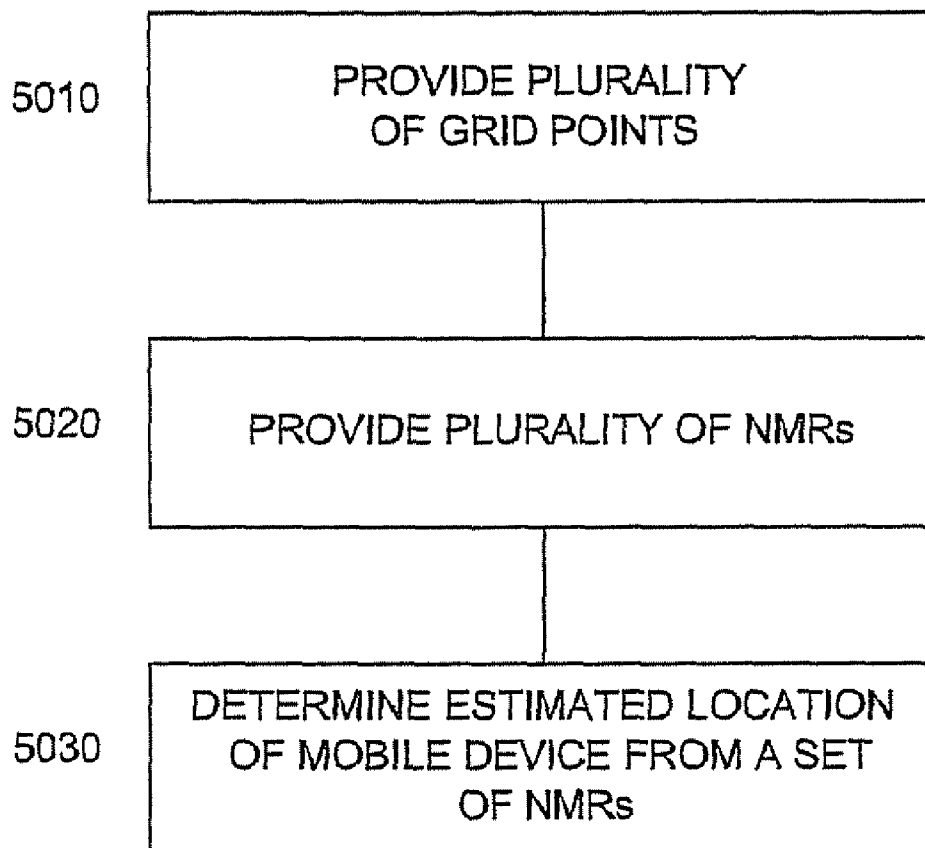 5010
PROVIDE PLURALITY
OF GRID POINTS
5020
PROVIDE PLURALITY OF NMRs
5030
DETERMINE ESTIMATED LOCATION
OF MOBILE DEVICE FROM A SET
OF NMRs